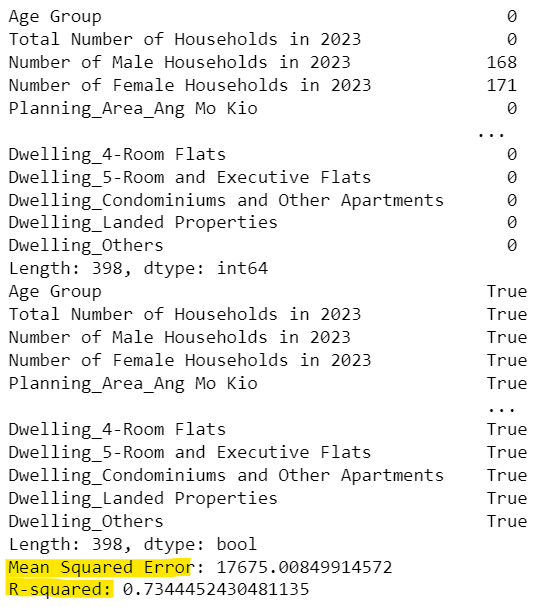 Age Group 0
Total Number of Households in 2023 0
Number of Male Households in 2023 168
Number of Female Households in 2023 171
Planning_Area_Ang Mo Kio 0
...
Dwelling_4-Room Flats 0
Dwelling_5-Room and Executive Flats 0
Dwelling_Condominiums and Other Apartments 0
Dwelling_Landed Properties 0
Dwelling_Others 0
Length: 398, dtype: int64
Age Group True
Total Number of Households in 2023 True
Number of Male Households in 2023 True
Number of Female Households in 2023 True
Planning_Area_Ang Mo Kio True
...
Dwelling_4-Room Flats True
Dwelling_5-Room and Executive Flats True
Dwelling_Condominiums and Other Apartments True
Dwelling_Landed Properties True
Dwelling_Others True
Length: 398, dtype: bool
Mean Squared Error: 17675.00849914572
R-squared: 0.7344452430481135